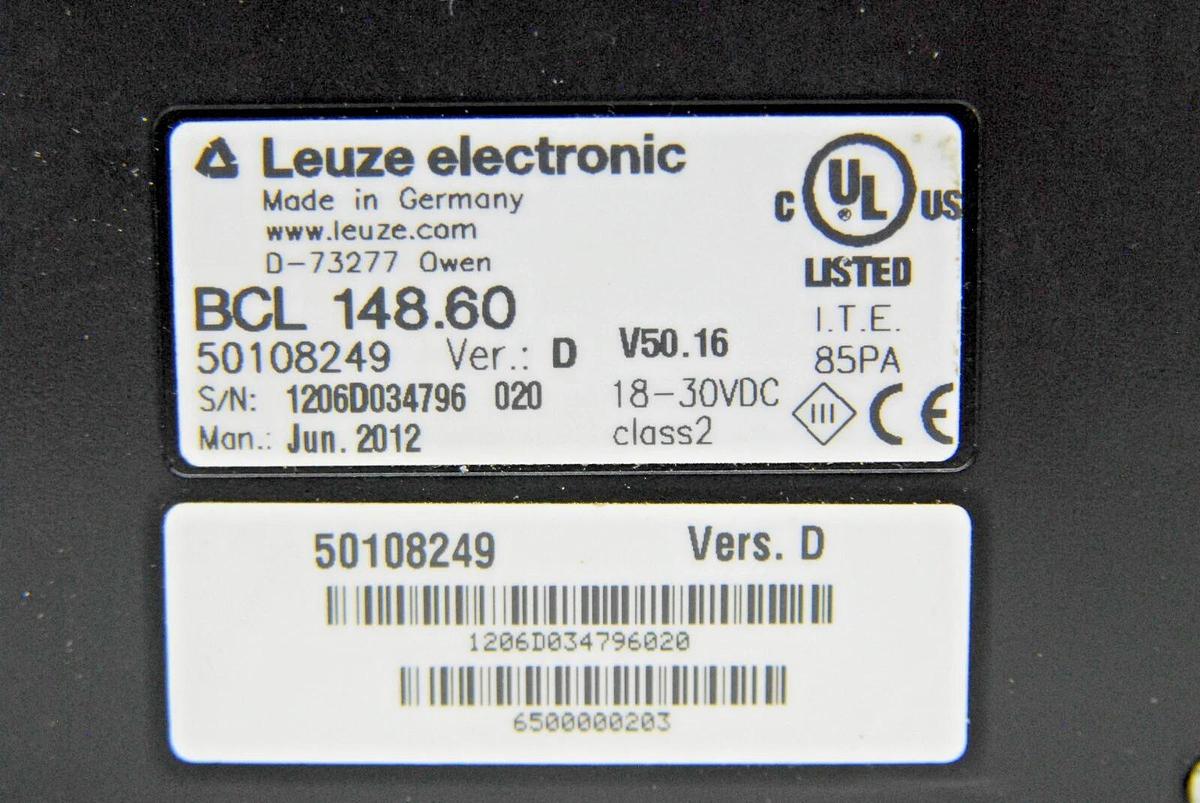 Leuze electronic
Made in Germany
www.leuze.com
D-73277 Owen
BCL 148.60
50108249 Ver.: D V50.16
S/N: 1206D034796 020 18-30VDC
Man.: Jun. 2012 class2
C UL ® US
LISTED
I.T.E.
85PA
III CE
50108249 Vers. D
1206D034796020
6500000203